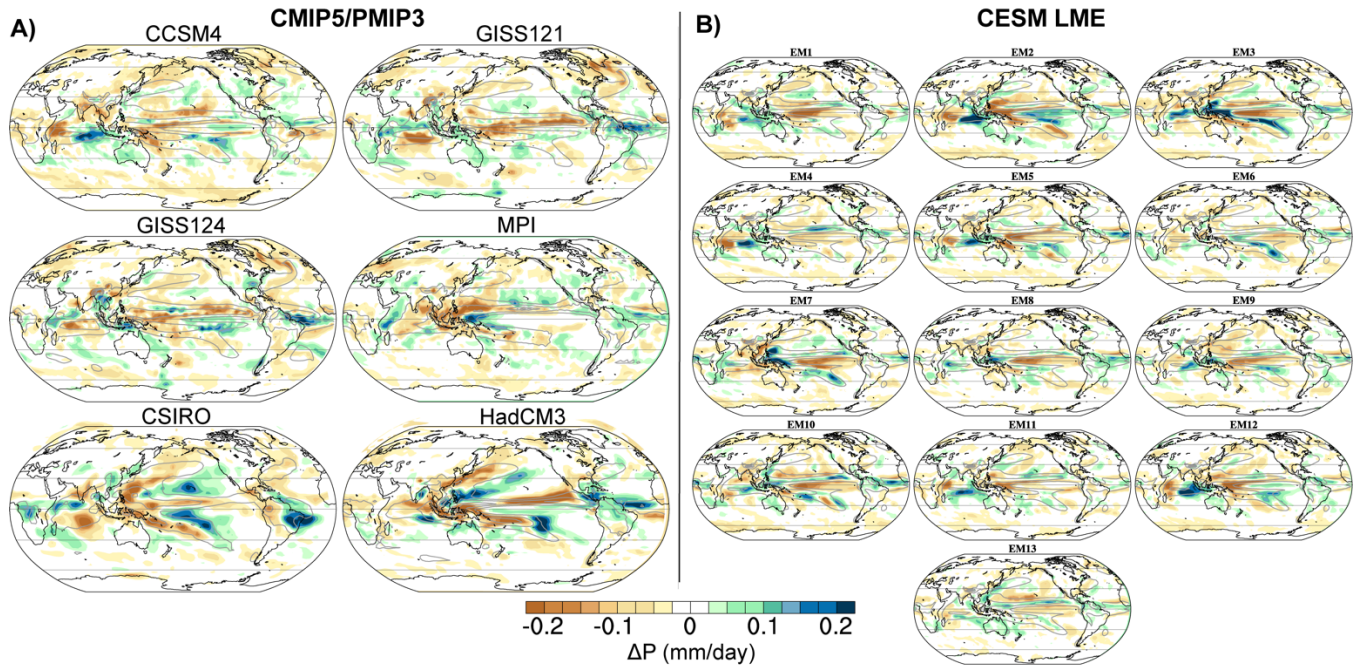 A) CMIP5/PMIP3
CCSM4 GISS121
GISS124 MPI
CSIRO HadCM3
B) CESM LME
EM1 EM2 EM3
EM4 EM5 EM6
EM7 EM8 EM9
EM10 EM11 EM12
EM13
-0.2 -0.1 0 0.1 0.2
ΔP (mm/day)